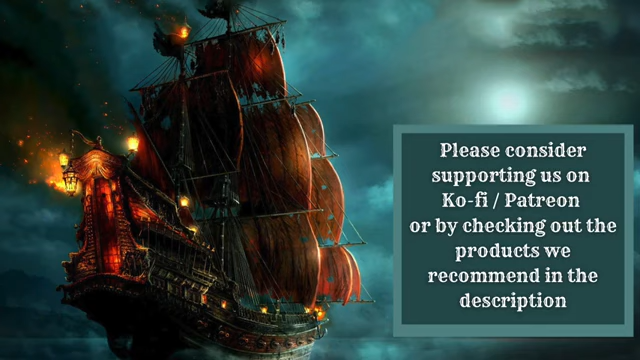 Please consider
supporting us on
Ko-fi / Patreon
or by checking out the
products we
recommend in the
description